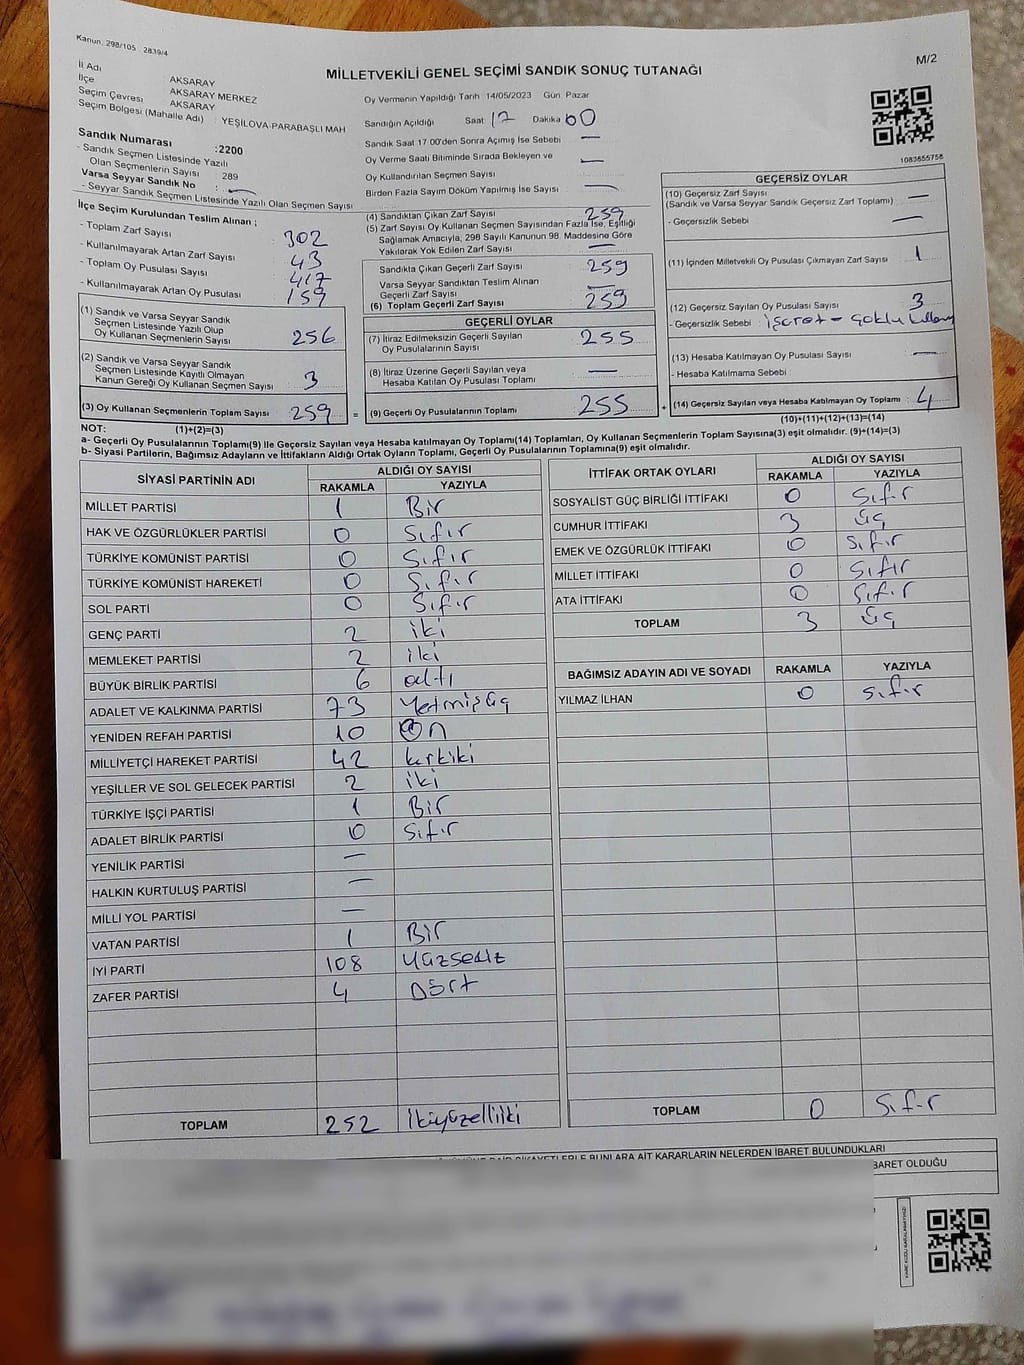 Kanun: 298/105 2839/4
MİLLETVEKİLİ GENEL SEÇİMİ SANDIK SONUÇ TUTANAĞI
M/2
İl Adı AKSARAY
İlçe AKSARAY MERKEZ
Seçim Çevresi AKSARAY
Seçim Bölgesi (Mahalle Adı) : YEŞİLOVA-PARABAŞLI MAH
Sandık Numarası :2200
- Sandık Seçmen Listesinde Yazılı
Olan Seçmenlerin Sayısı 289
Varsa Seyyar Sandık No : —
- Seyyar Sandık Seçmen Listesinde Yazılı Olan Seçmen Sayısı
Oy Vermenin Yapıldığı Tarih 14/05/2023 Gün Pazar
Sandığın Açıldığı Saat 17 Dakika 00
Sandık Saat 17:00'den Sonra Açımış İse Sebebi —
Oy Verme Saati Bitiminde Sırada Bekleyen ve —
Oy Kullandırılan Seçmen Sayısı
Birden Fazla Sayım Döküm Yapılmış İse Sayısı —
1083655756
İlçe Seçim Kurulundan Teslim Alınan ;
- Toplam Zarf Sayısı : 302
- Kullanılmayarak Artan Zarf Sayısı : 43
- Toplam Oy Pusulası Sayısı : 417
- Kullanılmayarak Artan Oy Pusulası : 159
(1) Sandık ve Varsa Seyyar Sandık
Seçmen Listesinde Yazılı Olup
Oy Kullanan Seçmenlerin Sayısı 256
(2) Sandık ve Varsa Seyyar Sandık
Seçmen Listesinde Kayıtlı Olmayan
Kanun Gereği Oy Kullanan Seçmen Sayısı 3
(3) Oy Kullanan Seçmenlerin Toplam Sayısı 259 =
(1)+(2)=(3)
(4) Sandıktan Çıkan Zarf Sayısı 259
(5) Zarf Sayısı Oy Kullanan Seçmen Sayısından Fazla İse, Eşitliği
Sağlamak Amacıyla, 298 Sayılı Kanunun 98. Maddesine Göre
Yakılarak Yok Edilen Zarf Sayısı —
Sandıkta Çıkan Geçerli Zarf Sayısı 259
Varsa Seyyar Sandıktan Teslim Alınan
Geçerli Zarf Sayısı —
(6) Toplam Geçerli Zarf Sayısı 259
GEÇERLİ OYLAR
(7) İtiraz Edilmeksizin Geçerli Sayılan
Oy Pusulalarının Sayısı 255
(8) İtiraz Üzerine Geçerli Sayılan veya
Hesaba Katılan Oy Pusulası Toplamı —
(9) Geçerli Oy Pusulalarının Toplamı 255 +
GEÇERSİZ OYLAR
(10) Geçersiz Zarf Sayısı —
(Sandık ve Varsa Seyyar Sandık Geçersiz Zarf Toplamı)
- Geçersizlik Sebebi : —
(11) İçinden Milletvekili Oy Pusulası Çıkmayan Zarf Sayısı 1
(12) Geçersiz Sayılan Oy Pusulası Sayısı 3
- Geçersizlik Sebebi : işaret - çoklu
(13) Hesaba Katılmayan Oy Pusulası Sayısı —
- Hesaba Katılmama Sebebi :
(14) Geçersiz Sayılan veya Hesaba Katılmayan Oy Toplamı : 4
(10)+(11)+(12)+(13)=(14)
NOT:
a- Geçerli Oy Pusulalarının Toplamı(9) İle Geçersiz Sayılan veya Hesaba katılmayan Oy Toplamı(14) Toplamları, Oy Kullanan Seçmenlerin Toplam Sayısına(3) eşit olmalıdır. (9)+(14)=(3)
b- Siyasi Partilerin, Bağımsız Adayların ve İttifakların Aldığı Ortak Oyların Toplamı, Geçerli Oy Pusulalarının Toplamına(9) eşit olmalıdır.
SİYASİ PARTİNİN ADI ALDIĞI OY SAYISI
RAKAMLA YAZIYLA
MİLLET PARTİSİ 1 Bir
HAK VE ÖZGÜRLÜKLER PARTİSİ 0 Sıfır
TÜRKİYE KOMÜNİST PARTİSİ 0 Sıfır
TÜRKİYE KOMÜNİST HAREKETİ 0 Sıfır
SOL PARTİ 0 Sıfır
GENÇ PARTİ 2 iki
MEMLEKET PARTİSİ 2 iki
BÜYÜK BİRLİK PARTİSİ 6 altı
ADALET VE KALKINMA PARTİSİ 73 Yetmişüç
YENİDEN REFAH PARTİSİ 10 On
MİLLİYETÇİ HAREKET PARTİSİ 42 kırkiki
YEŞİLLER VE SOL GELECEK PARTİSİ 2 iki
TÜRKİYE İŞÇİ PARTİSİ 1 Bir
ADALET BİRLİK PARTİSİ 0 Sıfır
YENİLİK PARTİSİ —
HALKIN KURTULUŞ PARTİSİ —
MİLLİ YOL PARTİSİ —
VATAN PARTİSİ 1 Bir
İYİ PARTİ 108 Yüzsekiz
ZAFER PARTİSİ 4 Dört
TOPLAM 252 İkiyüzelliiki
İTTİFAK ORTAK OYLARI ALDIĞI OY SAYISI
RAKAMLA YAZIYLA
SOSYALİST GÜÇ BİRLİĞİ İTTİFAKI 0 Sıfır
CUMHUR İTTİFAKI 3 Üç
EMEK VE ÖZGÜRLÜK İTTİFAKI 0 Sıfır
MİLLET İTTİFAKI 0 Sıfır
ATA İTTİFAKI 0 Sıfır
TOPLAM 3 Üç
BAĞIMSIZ ADAYIN ADI VE SOYADI RAKAMLA YAZIYLA
YILMAZ İLHAN 0 Sıfır
TOPLAM 0 Sıfır
ŞİKAYETLERLE BUNLARA AİT KARARLARIN NELERDEN İBARET BULUNDUKLARI
BARET OLDUĞU